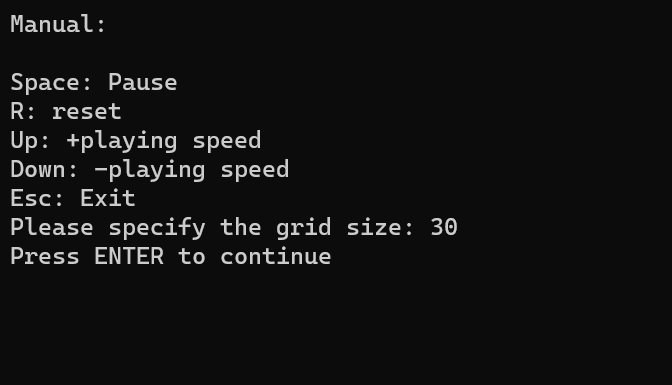 Manual:
Space: Pause
R: reset
Up: +playing speed
Down: -playing speed
Esc: Exit
Please specify the grid size: 30
Press ENTER to continue